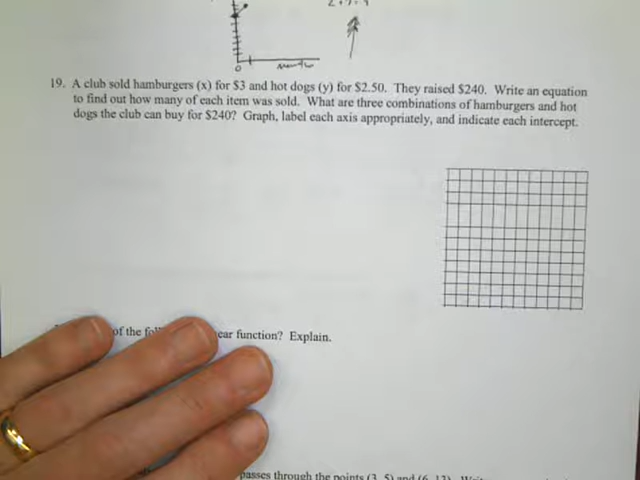 0
19. A club sold hamburgers (x) for $3 and hot dogs (y) for $2.50. They raised $240. Write an equation
to find out how many of each item was sold. What are three combinations of hamburgers and hot
dogs the club can buy for $240? Graph, label each axis appropriately, and indicate each intercept.
of the function? Explain.
passes through the points (3, 5) and (6, 12).